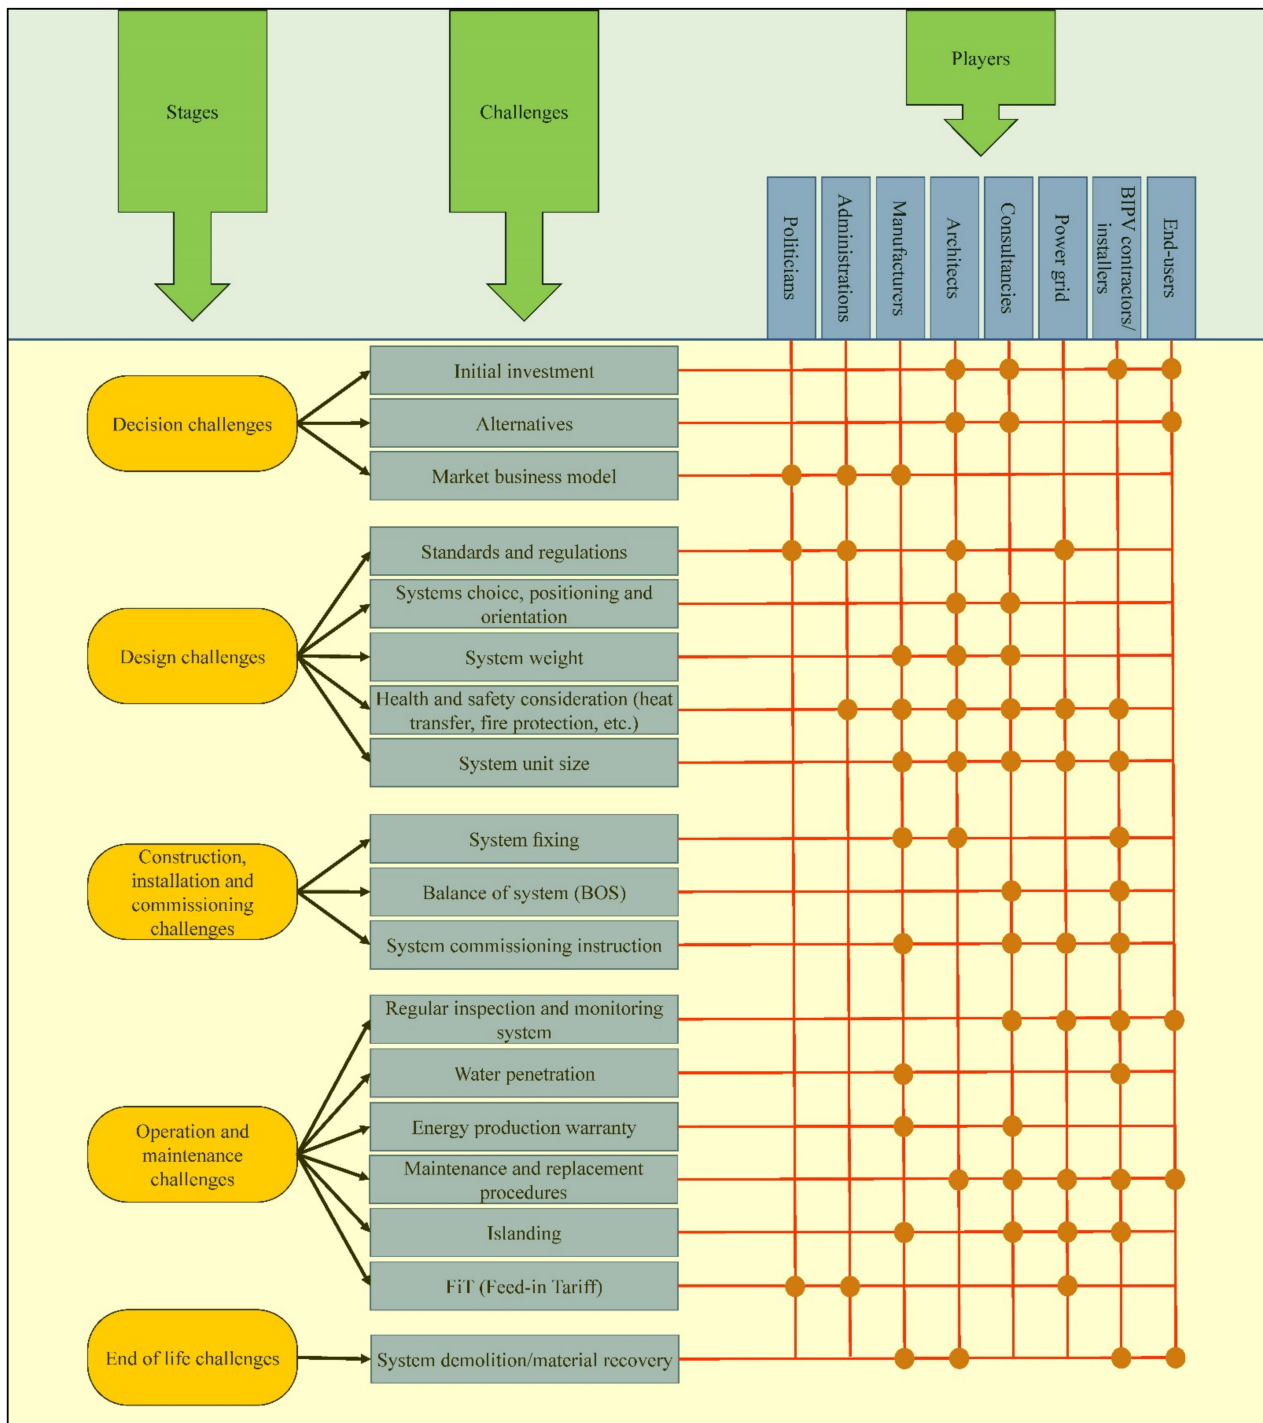 Stages
Challenges
Players
Politicians
Administrations
Manufacturers
Architects
Consultancies
Power grid
BIPV contractors/
installers
End-users
Decision challenges
Initial investment
Alternatives
Market business model
Design challenges
Standards and regulations
Systems choice, positioning and
orientation
System weight
Health and safety consideration (heat
transfer, fire protection, etc.)
System unit size
Construction,
installation and
commissioning
challenges
System fixing
Balance of system (BOS)
System commissioning instruction
Operation and
maintenance
challenges
Regular inspection and monitoring
system
Water penetration
Energy production warranty
Maintenance and replacement
procedures
Islanding
FiT (Feed-in Tariff)
End of life challenges
System demolition/material recovery